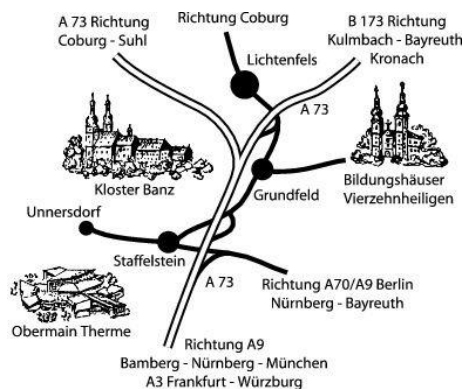 A 73 Richtung
Coburg - Suhl
Richtung Coburg
B 173 Richtung
Kulmbach - Bayreuth
Kronach
Lichtenfels
A 73
Kloster Banz
Grundfeld
Bildungshäuser
Vierzehnheiligen
Unnersdorf
Staffelstein
A 73
Richtung A70/A9 Berlin
Nürnberg - Bayreuth
Obermain Therme
Richtung A9
Bamberg - Nürnberg - München
A3 Frankfurt - Würzburg